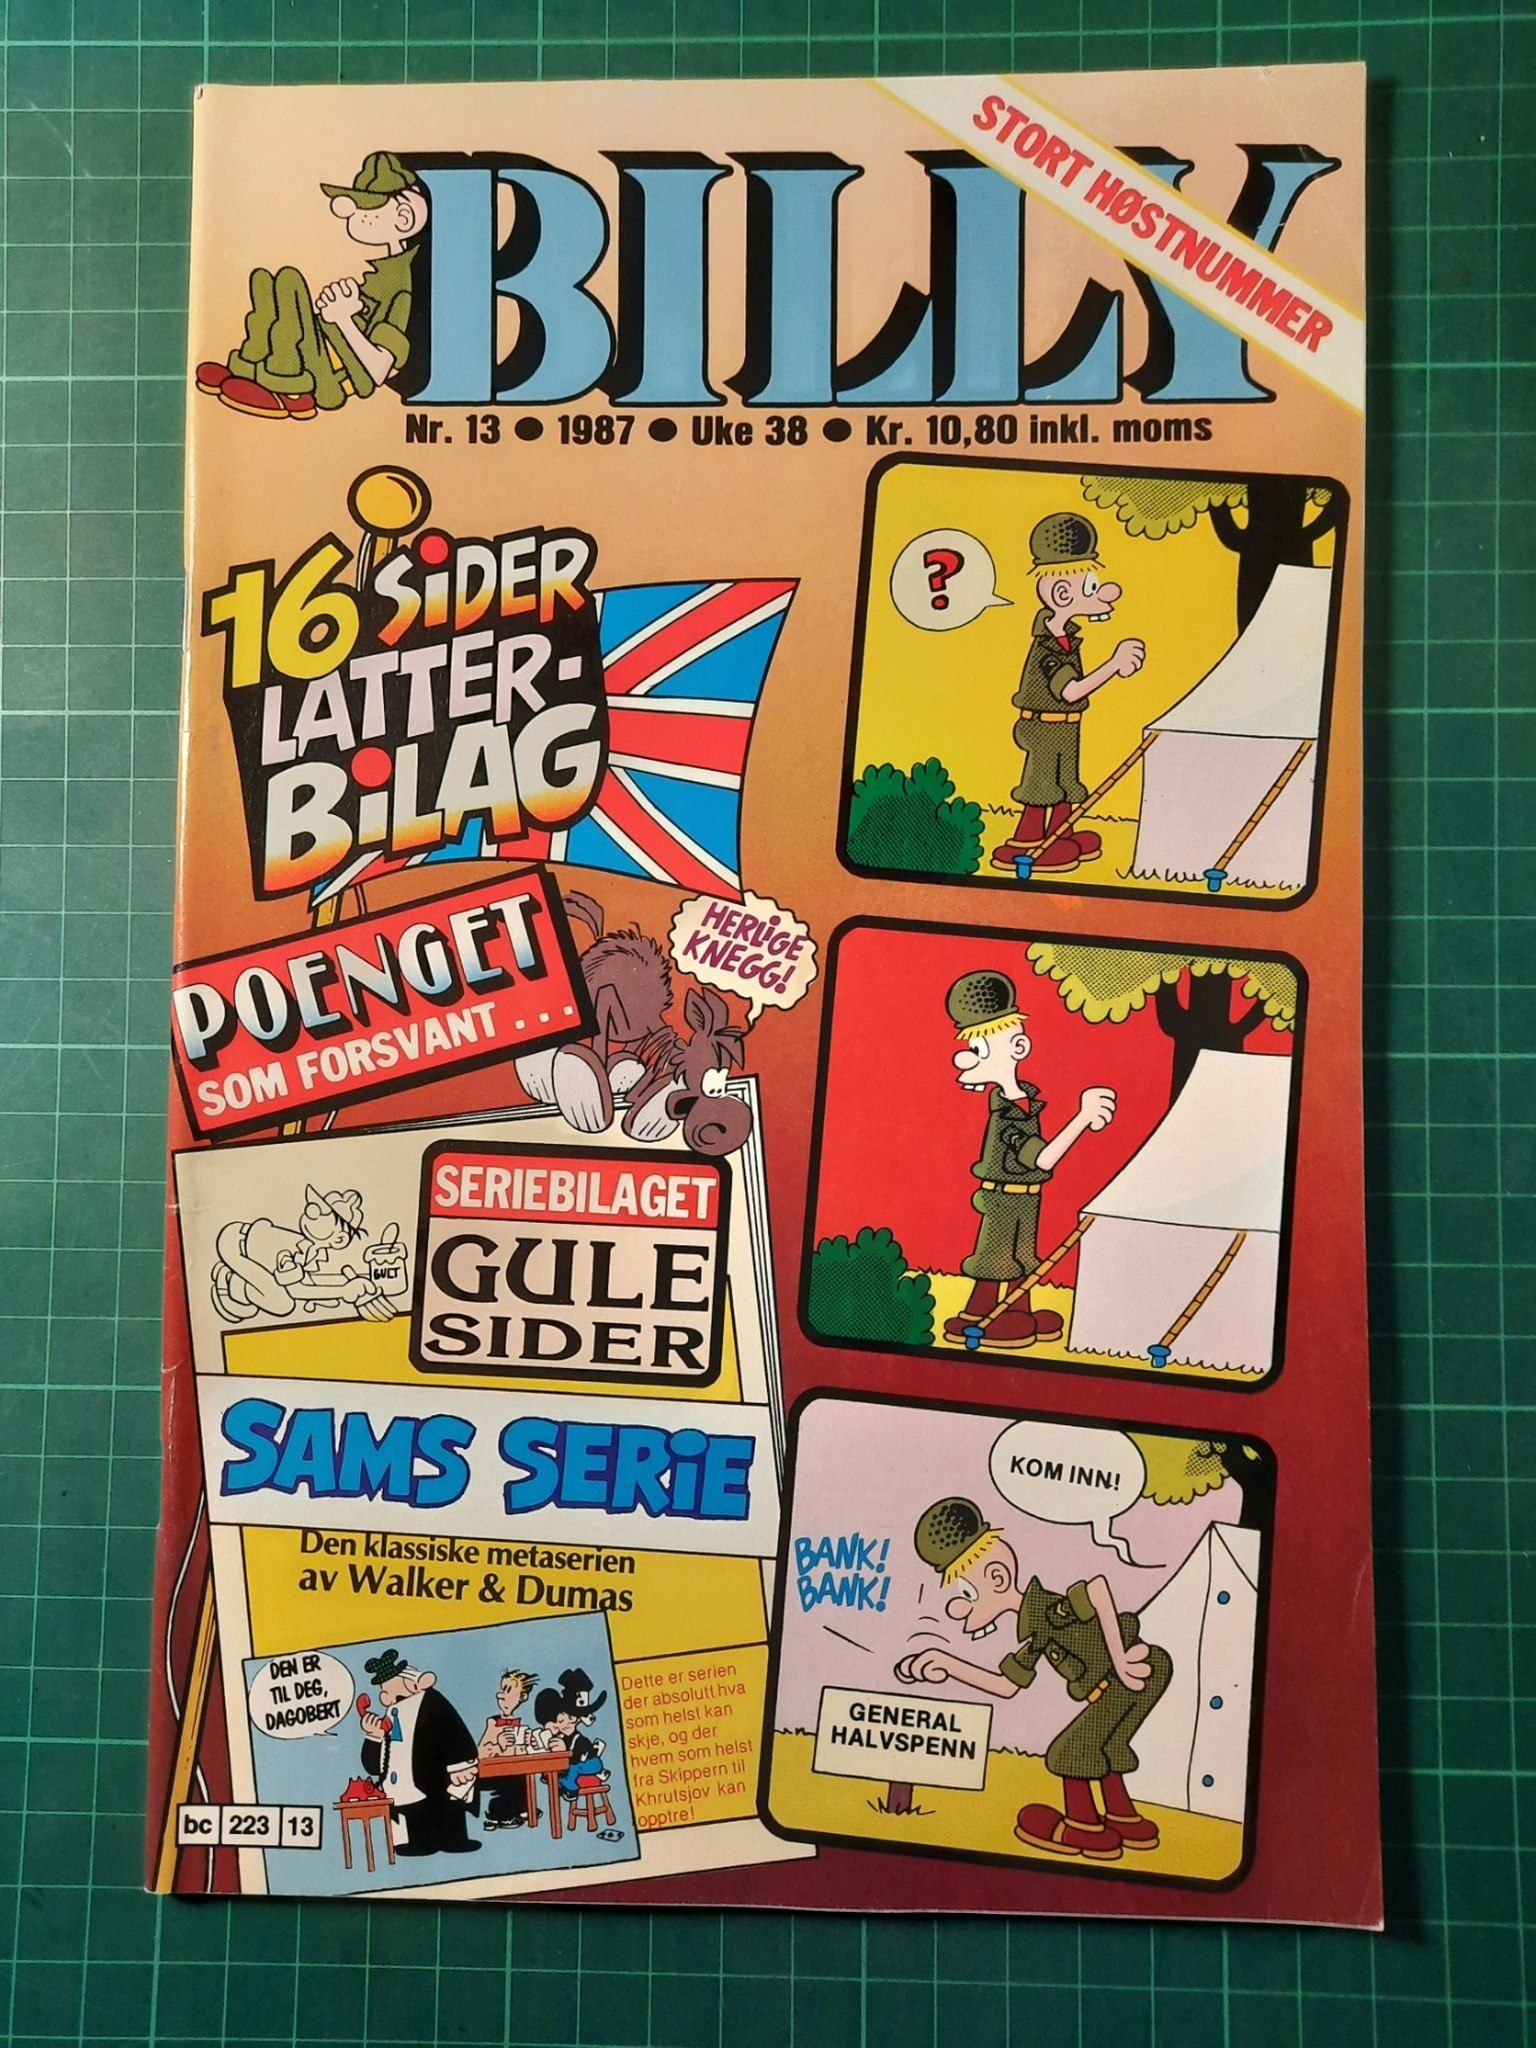 STORT HØSTNUMMER
BILLY
Nr. 13 ● 1987 ● Uke 38 ● Kr. 10,80 inkl. moms
16 SiDER
LATTER-
BiLAG
?
POENGET
SOM FORSVANT...
HERLiGE
KNEGG!
SERIEBILAGET
GULE
SIDER
GULT
SAMS SERiE
Den klassiske metaserien
av Walker & Dumas
DEN ER
TIL DEG,
DAGOBERT
Dette er serien
der absolutt hva
som helst kan
skje, og der
hvem som helst
fra Skippern til
Khrutsjov kan
opptre!
bc 223 13
KOM INN!
BANK!
BANK!
GENERAL
HALVSPENN